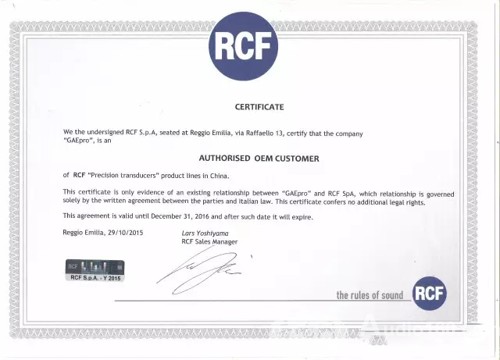 RCF
CERTIFICATE
We the undersigned RCF S.p.A, seated at Reggio Emilia, via Raffaello 13, certify that the company
"GAEpro", is an
AUTHORISED OEM CUSTOMER
of RCF "Precision transducers" product lines in China.
This certificate is only evidence of an existing relationship between "GAEpro" and RCF SpA, which relationship is governed
solely by the written agreement between the parties and Italian law. This certificate confers no additional legal rights.
This agreement is valid until December 31, 2016 and after such date it will expire.
Reggio Emilia, 29/10/2015
Lars Yoshiyama
RCF Sales Manager
RCF S.p.A. - Y 2015
the rules of sound
RCF